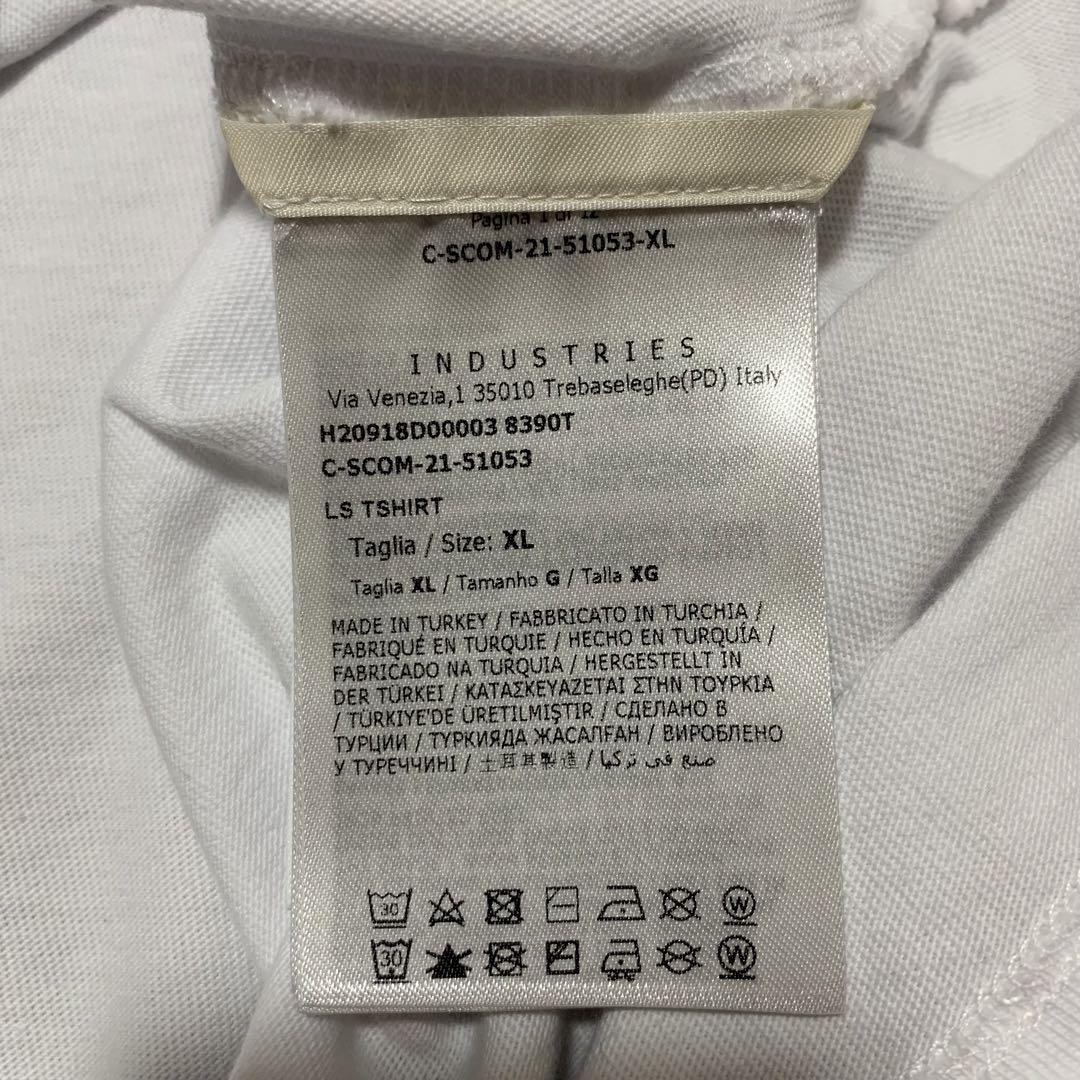 Pagina 1 di 12
C-SCOM-21-51053-XL
INDUSTRIES
Via Venezia,1 35010 Trebaseleghe(PD) Italy
H20918D00003 8390T
C-SCOM-21-51053
LS TSHIRT
Taglia / Size: XL
Taglia XL / Tamanho G / Talla XG
MADE IN TURKEY / FABBRICATO IN TURCHIA /
FABRIQUÉ EN TURQUIE / HECHO EN TURQUÍA /
FABRICADO NA TURQUIA / HERGESTELLT IN
DER TÜRKEI / ΚΑΤΑΣΚΕΥΑΖΕΤΑΙ ΣΤΗΝ ΤΟΥΡΚΙΑ
/ TÜRKIYE'DE ÜRETILMIŞTIR / СДЕЛАНО В
ТУРЦИИ / ТҮРКИЯДА ЖАСАЛҒАН / ВИРОБЛЕНО
У ТУРЕЧЧИНІ / 土耳其製造 / صنع في تركيا
30 W
30 W